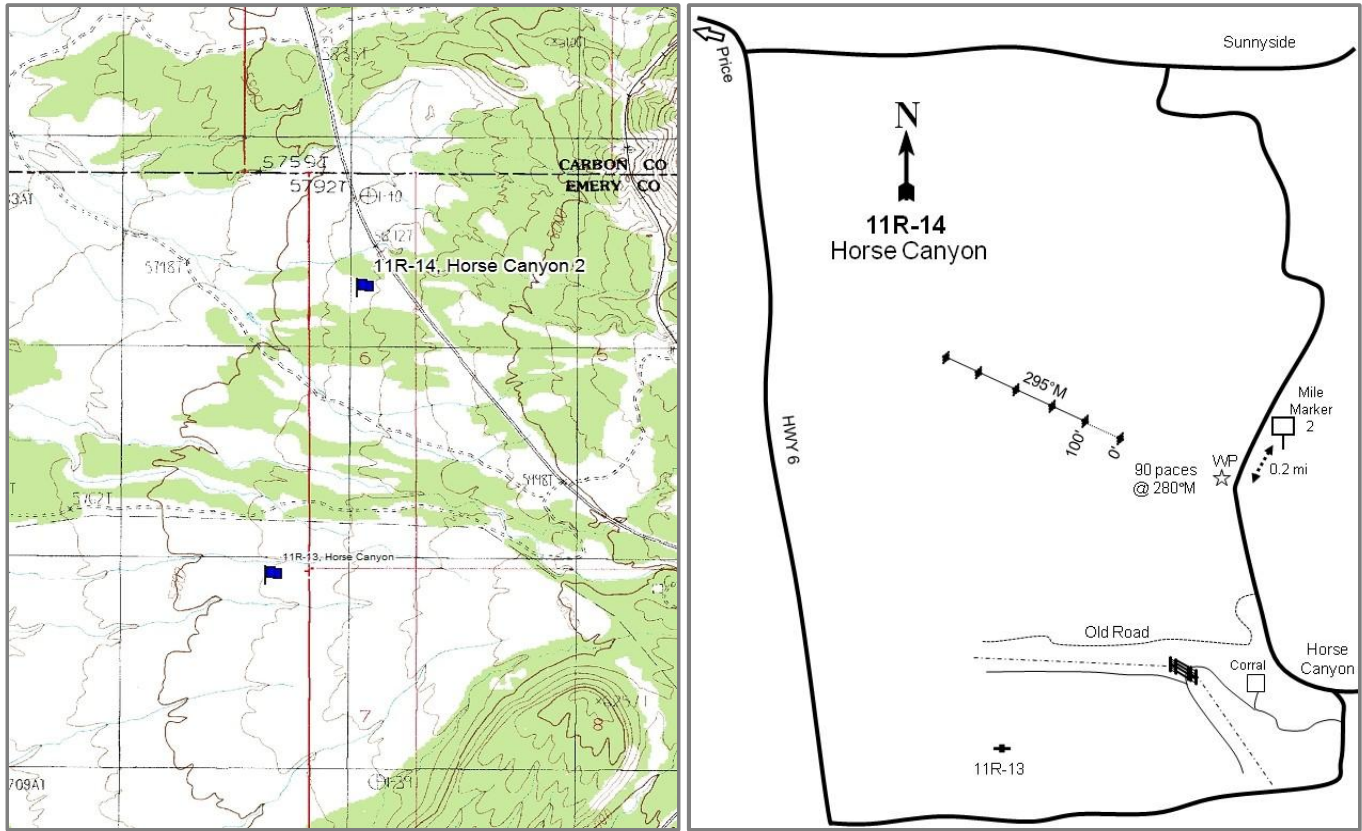 5759T
CARBON CO
5792T
EMERY CO
11R-14, Horse Canyon 2
5748T
6
5
11R-13, Horse Canyon
7
8
709AT
Price
Sunnyside
N
11R-14
Horse Canyon
HWY 6
295°M
100'
0'
Mile
Marker
2
90 paces
@ 280°M
WP
0.2 mi
Old Road
Corral
Horse
Canyon
11R-13